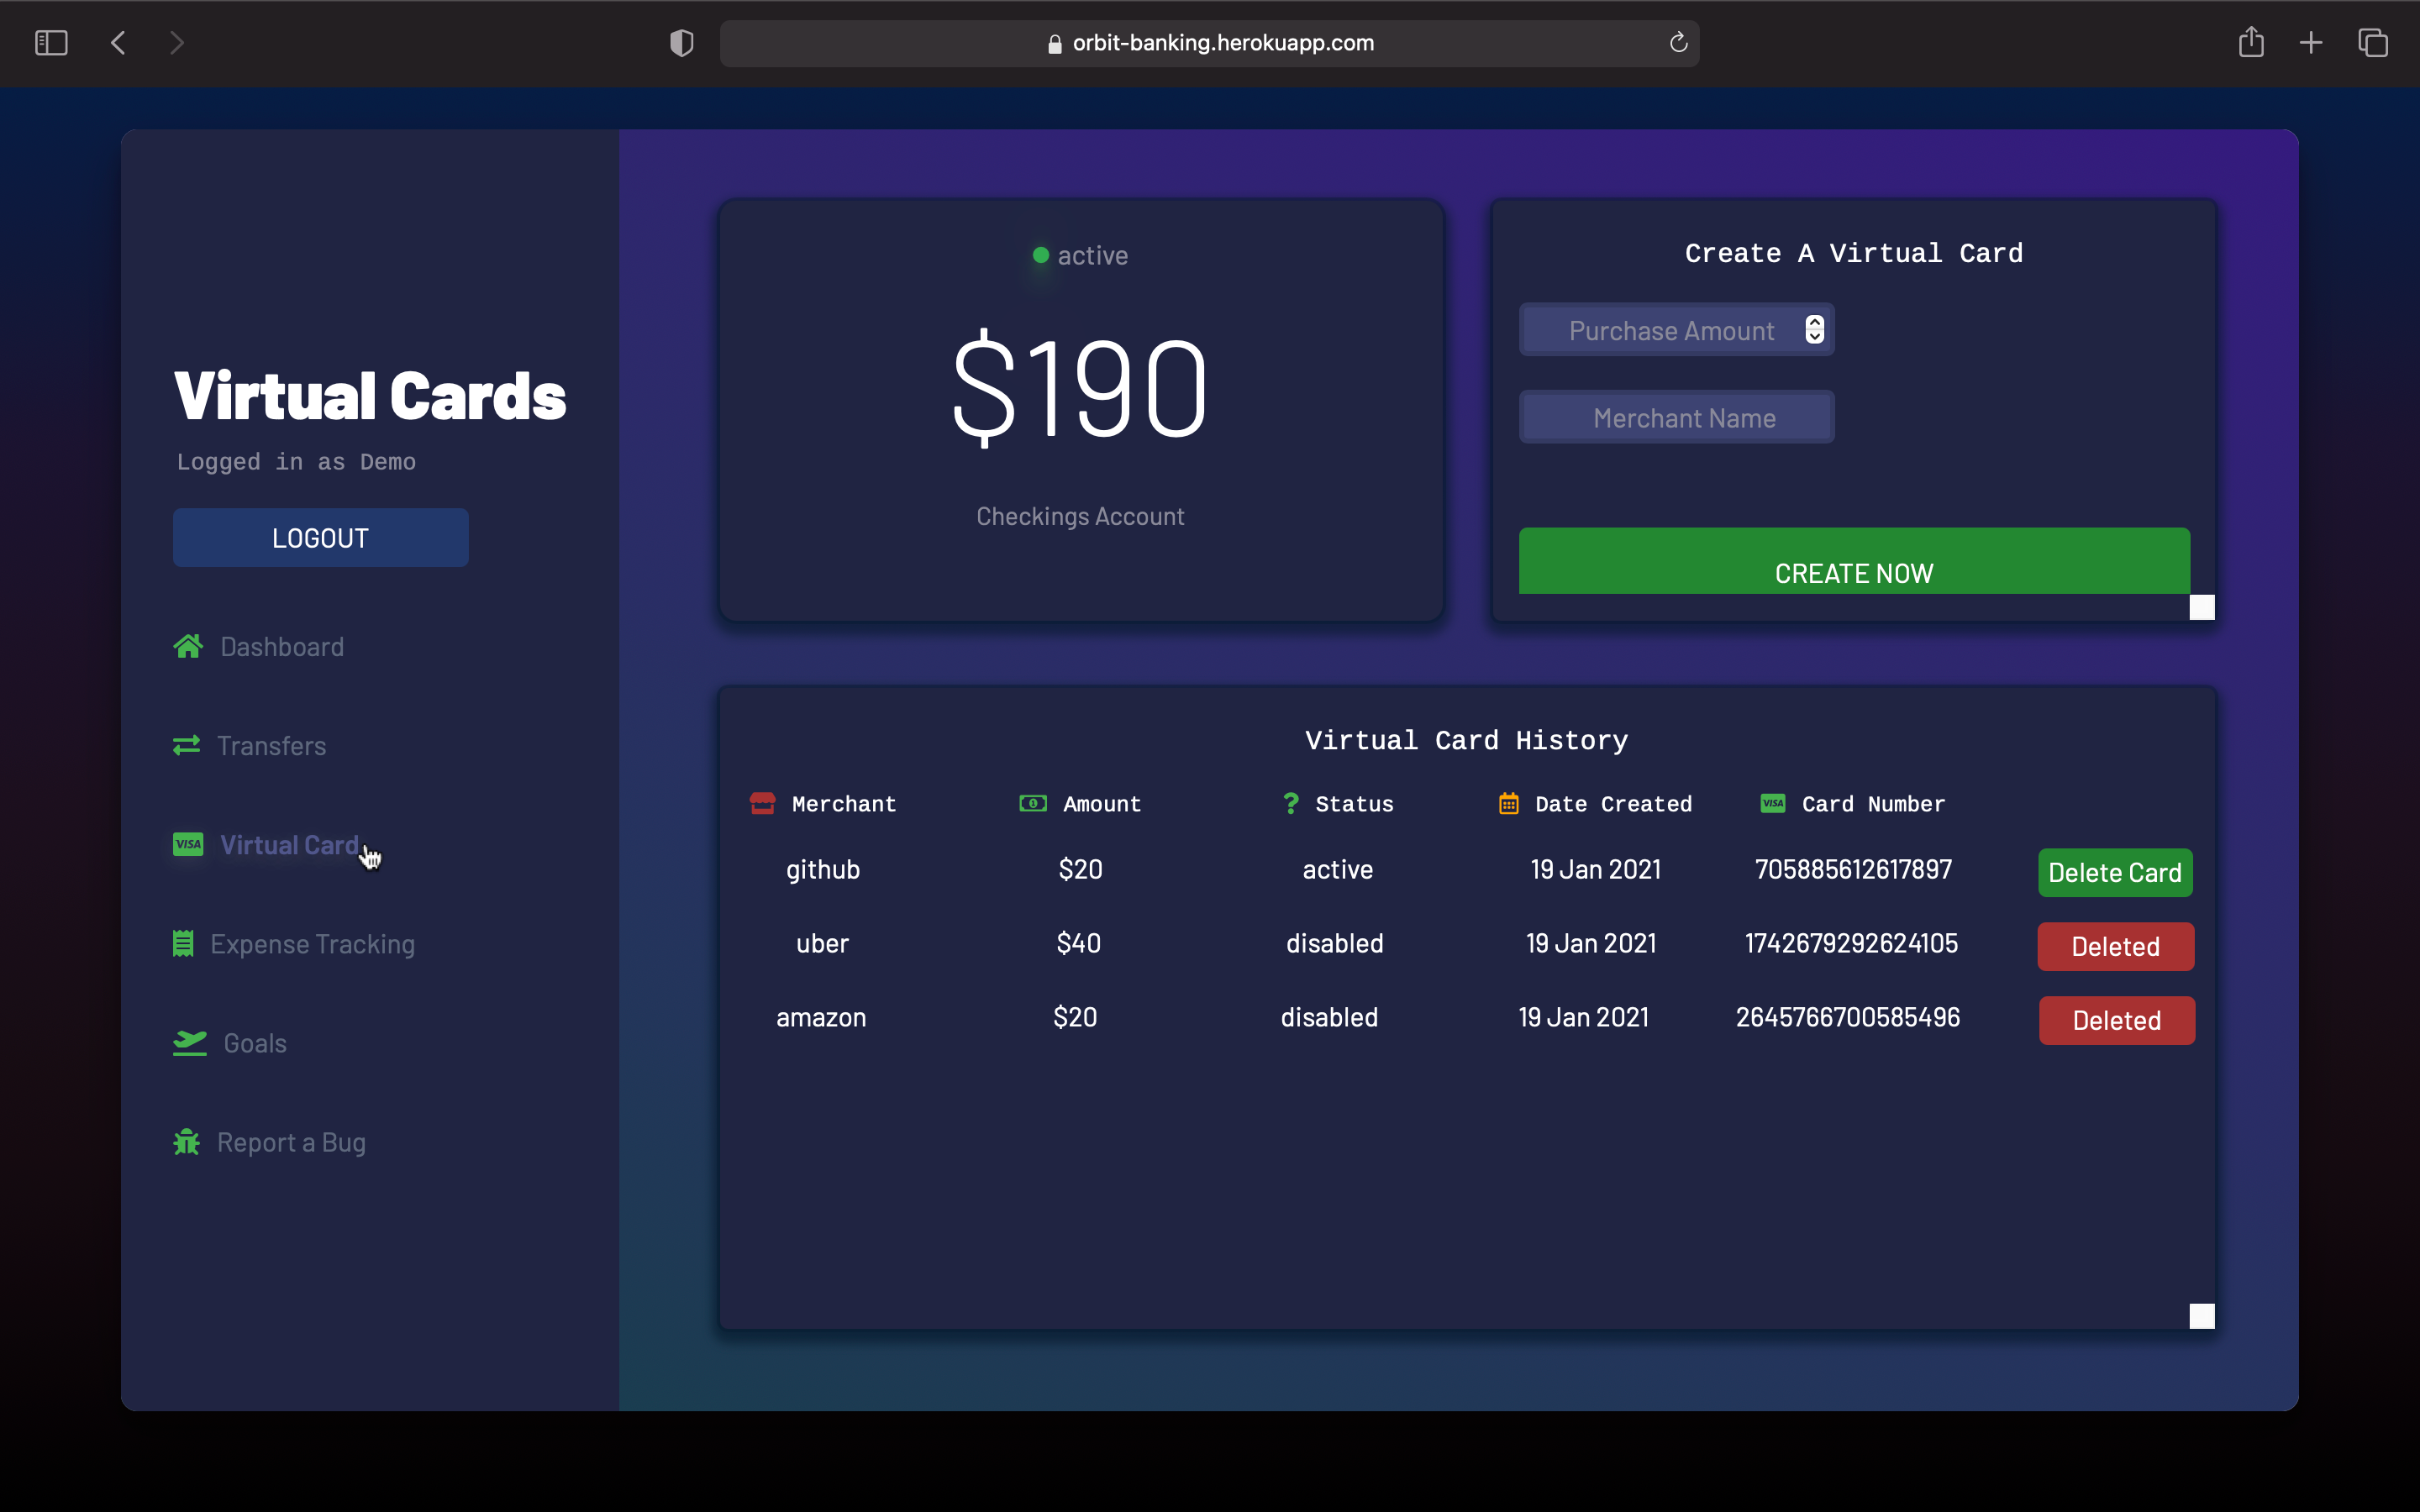 orbit-banking.herokuapp.com
Virtual Cards
Logged in as Demo
LOGOUT
Dashboard
Transfers
VISA Virtual Card
Expense Tracking
Goals
Report a Bug
active
$190
Checkings Account
Create A Virtual Card
Purchase Amount
Merchant Name
CREATE NOW
Virtual Card History
Merchant Amount ? Status Date Created VISA Card Number
github $20 active 19 Jan 2021 705885612617897 Delete Card
uber $40 disabled 19 Jan 2021 1742679292624105 Deleted
amazon $20 disabled 19 Jan 2021 2645766700585496 Deleted